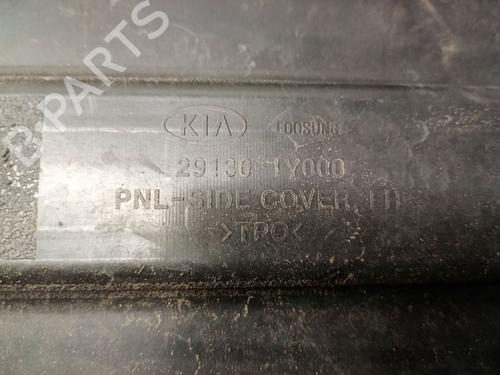 KIA DOOSUNG
29130 1Y000
PNL-SIDE COVER, LH
>TPO<
B-PARTS